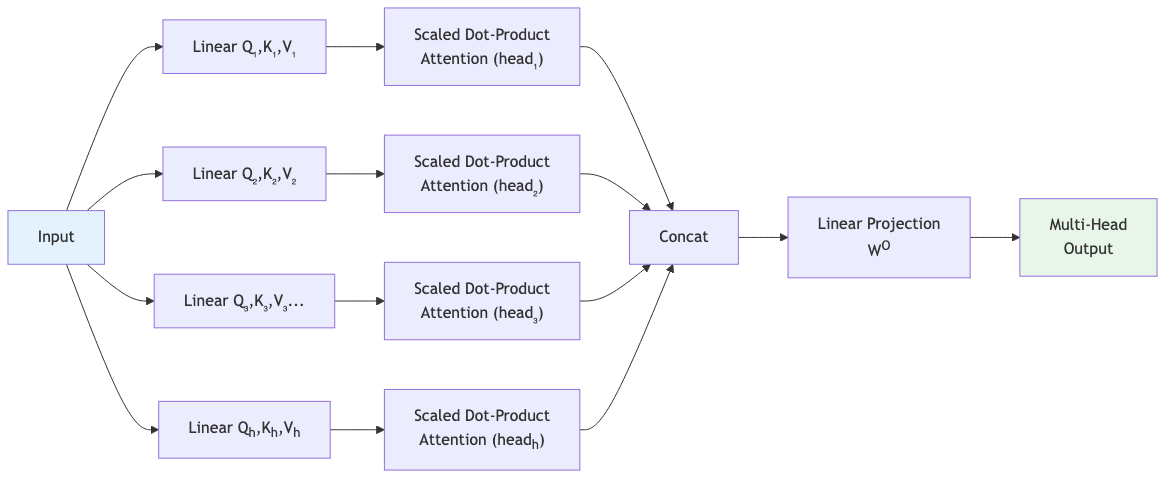 Linear Q₁,K₁,V₁
Scaled Dot-Product
Attention (head₁)
Linear Q₂,K₂,V₂
Scaled Dot-Product
Attention (head₂)
Input
Concat
Linear Projection
Wᴼ
Multi-Head
Output
Linear Q₃,K₃,V₃...
Scaled Dot-Product
Attention (head₃)
Linear Qₕ,Kₕ,Vₕ
Scaled Dot-Product
Attention (headₕ)